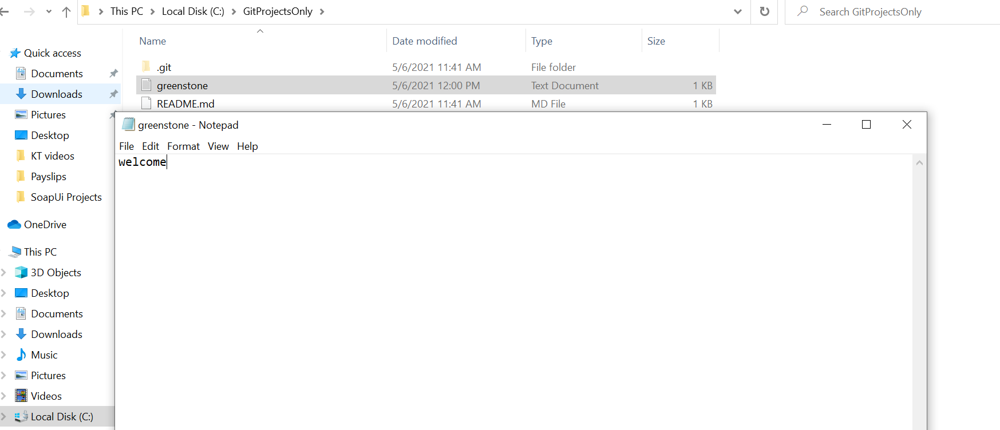 This PC Local Disk (C:) GitProjectsOnly
Search GitProjectsOnly
Name Date modified Type Size
.git 5/6/2021 11:41 AM File folder
greenstone 5/6/2021 12:00 PM Text Document 1 KB
README.md 5/6/2021 11:41 AM MD File 1 KB
Quick access
Documents
Downloads
Pictures
Desktop
KT videos
Payslips
SoapUi Projects
OneDrive
This PC
3D Objects
Desktop
Documents
Downloads
Music
Pictures
Videos
Local Disk (C:)
greenstone - Notepad
File Edit Format View Help
welcome